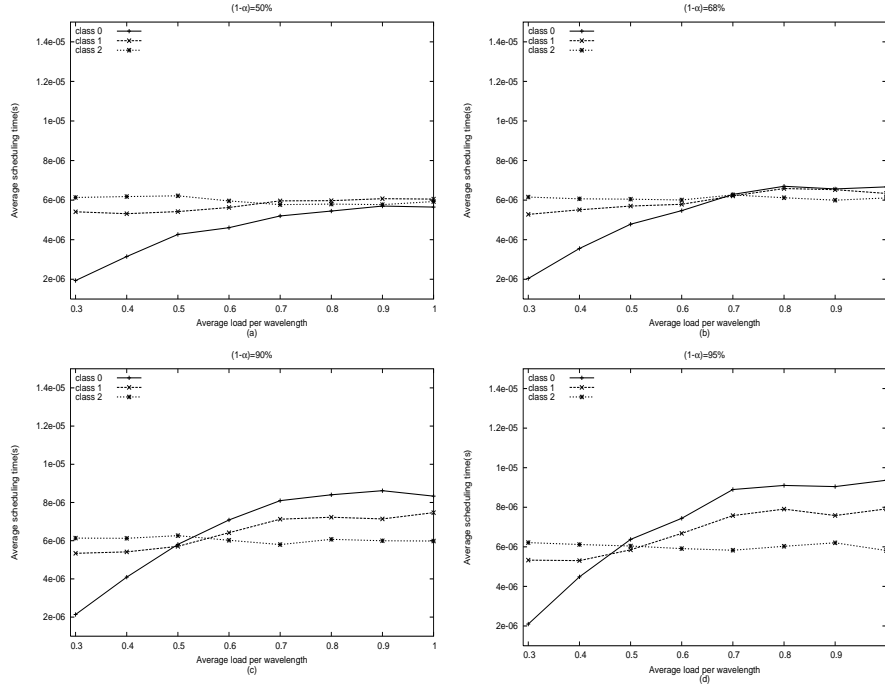 (1-α)=50%
class 0
class 1
class 2
1.4e-05
1.2e-05
1e-05
8e-06
6e-06
4e-06
2e-06
Average scheduling time(s)
0.3 0.4 0.5 0.6 0.7 0.8 0.9 1
Average load per wavelength
(a)
(1-α)=68%
class 0
class 1
class 2
1.4e-05
1.2e-05
1e-05
8e-06
6e-06
4e-06
2e-06
Average scheduling time(s)
0.3 0.4 0.5 0.6 0.7 0.8 0.9
Average load per wavelength
(b)
(1-α)=90%
class 0
class 1
class 2
1.4e-05
1.2e-05
1e-05
8e-06
6e-06
4e-06
2e-06
Average scheduling time(s)
0.3 0.4 0.5 0.6 0.7 0.8 0.9 1
Average load per wavelength
(c)
(1-α)=95%
class 0
class 1
class 2
1.4e-05
1.2e-05
1e-05
8e-06
6e-06
4e-06
2e-06
Average scheduling time(s)
0.3 0.4 0.5 0.6 0.7 0.8 0.9
Average load per wavelength
(d)